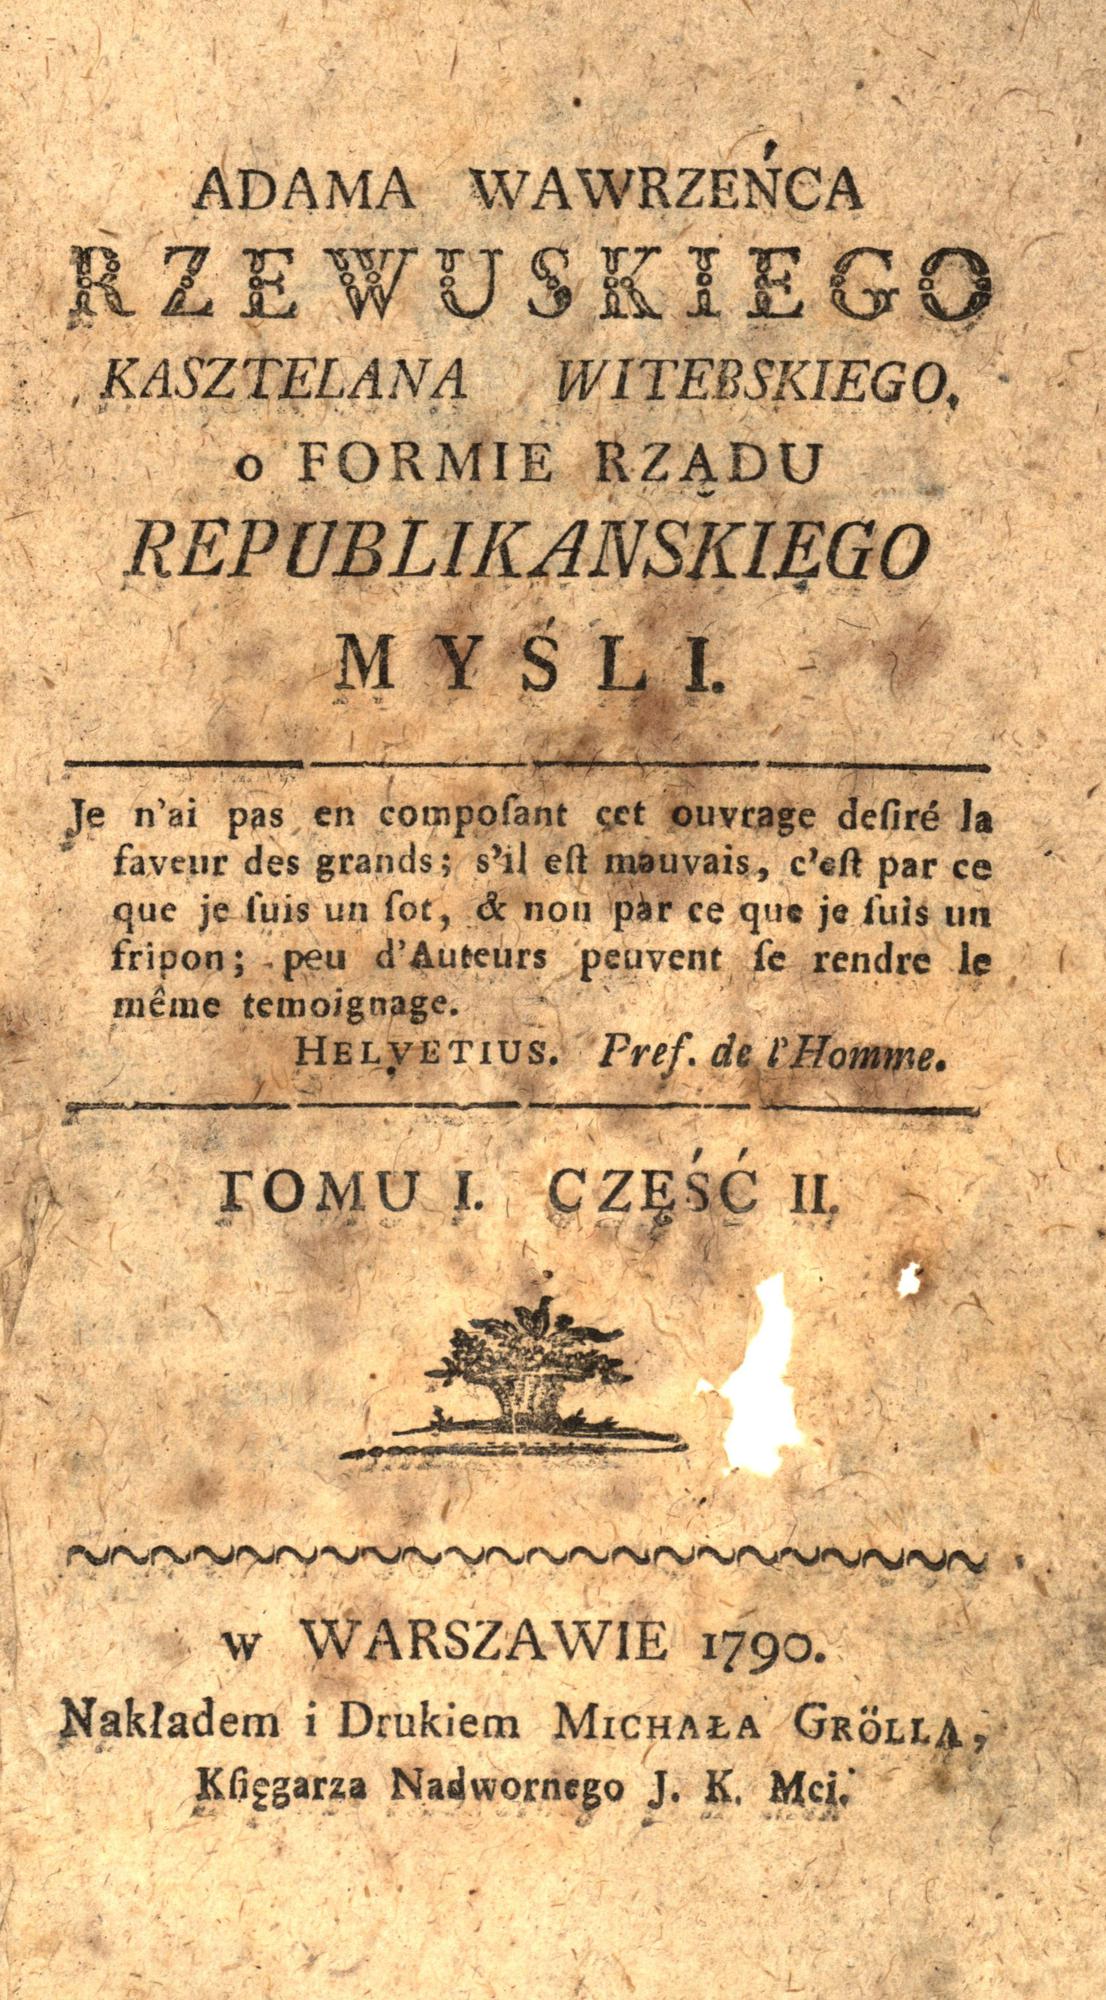 ADAMA WAWRZEŃCA
RZEWUSKIEGO
KASZTELANA WITEBSKIEGO,
o FORMIE RZĄDU
REPUBLIKANSKIEGO
MYŚLI.
Je n'ai pas en compoſant cet ouvrage deſiré la
faveur des grands; s'il eſt mauvais, c'eſt par ce
que je ſuis un ſot, & non par ce que je ſuis un
fripon; peu d'Auteurs peuvent ſe rendre le
même temoignage.
HELVETIUS. Pref. de l'Homme.
TOMU I. CZĘŚĆ II.
w WARSZAWIE 1790.
Nakładem i Drukiem MICHAŁA GRÖLLA,
Kſięgarza Nadwornego J. K. Mci.